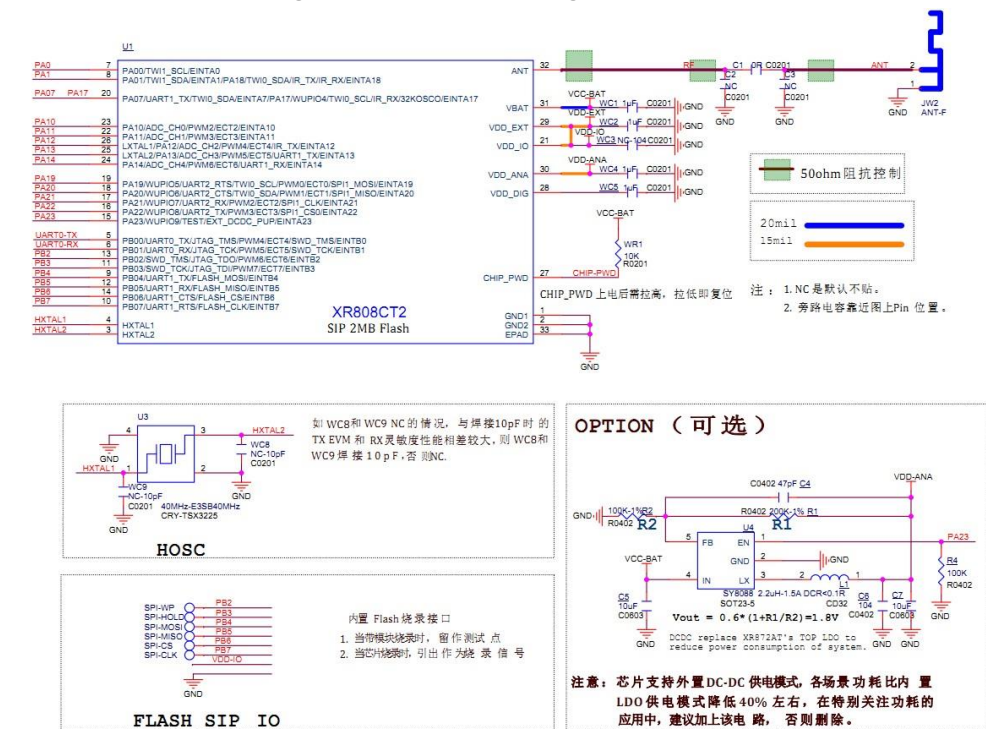 U1
PA0 7 PA00/TWI1_SCL/EINTA0
PA1 8 PA01/TWI1_SDA/EINTA1/PA18/TWI0_SDA/IR_TX/IR_RX/EINTA18
PA07 PA17 20 PA07/UART1_TX/TWI0_SDA/EINTA7/PA17/WUPIO4/TWI0_SCL/IR_RX/32KOSCO/EINTA17
PA10 23 PA10/ADC_CH0/PWM2/ECT2/EINTA10
PA11 22 PA11/ADC_CH1/PWM3/ECT3/EINTA11
PA12 26 LXTAL1/PA12/ADC_CH2/PWM4/ECT4/IR_TX/EINTA12
PA13 25 LXTAL2/PA13/ADC_CH3/PWM5/ECT5/UART1_TX/EINTA13
PA14 24 PA14/ADC_CH4/PWM6/ECT6/UART1_RX/EINTA14
PA19 19 PA19/WUPIO5/UART2_RTS/TWI0_SCL/PWM0/ECT0/SPI1_MOSI/EINTA19
PA20 18 PA20/WUPIO6/UART2_CTS/TWI0_SDA/PWM1/ECT1/SPI1_MISO/EINTA20
PA21 17 PA21/WUPIO7/UART2_RX/PWM2/ECT2/SPI1_CLK/EINTA21
PA22 16 PA22/WUPIO8/UART2_TX/PWM3/ECT3/SPI1_CS0/EINTA22
PA23 15 PA23/WUPIO9/TEST/EXT_DCDC_PUP/EINTA23
UART0-TX 5 PB00/UART0_TX/JTAG_TMS/PWM4/ECT4/SWD_TMS/EINTB0
UART0-RX 6 PB01/UART0_RX/JTAG_TCK/PWM5/ECT5/SWD_TCK/EINTB1
PB2 13 PB02/SWD_TMS/JTAG_TDO/PWM6/ECT6/EINTB2
PB3 11 PB03/SWD_TCK/JTAG_TDI/PWM7/ECT7/EINTB3
PB4 9 PB04/UART1_TX/FLASH_MOSI/EINTB4
PB5 12 PB05/UART1_RX/FLASH_MISO/EINTB5
PB6 14 PB06/UART1_CTS/FLASH_CS/EINTB6
PB7 10 PB07/UART1_RTS/FLASH_CLK/EINTB7
HXTAL1 4 HXTAL1
HXTAL2 3 HXTAL2
XR808CT2
SIP 2MB Flash
ANT 32 RF C1 0R C0201 ANT 2
C2 NC C0201 GND
C3 NC C0201 GND
1 GND
JW2
ANT-F
VCC-BAT
VBAT 31 WC1 1uF C0201 GND
VDD-EXT
VDD_EXT 29 WC2 1uF C0201 GND
VDD-IO
VDD_IO 21 WC3 NC-104 C0201 GND
VDD-ANA
VDD_ANA 30 WC4 1uF C0201 GND
VDD_DIG 28 WC5 1uF C0201 GND
VCC-BAT
WR1
10K
R0201
CHIP_PWD 27 CHIP-PWD
CHIP_PWD 上电后需拉高，拉低即复位
GND1 1
GND2 2
EPAD 33
GND
50ohm 阻抗控制
20mil
15mil
注： 1. NC 是默认不贴。
2. 旁路电容靠近图上Pin 位置。
U3
4 3 HXTAL2
GND
WC8
NC-10pF
C0201
HXTAL1 1 2
GND
WC9
NC-10pF
C0201
GND
40MHz-E3SB40MHz
CRY-TSX3225
HOSC
如 WC8和 WC9 NC 的情况，与焊接10pF 时 的
TX EVM 和 RX灵敏度性能相差较大，则 WC8和
WC9 焊 接 10pF，否 则NC.
SPI-WP PB2
SPI-HOLD PB3
SPI-MOSI PB4
SPI-MISO PB5
SPI-CS PB6
SPI-CLK PB7
VDD-IO
GND
内置 Flash 烧录接口
1. 当带模块烧录时，留作测试 点
2. 当芯片烧录时，引出 作为烧 录 信 号
FLASH SIP IO
OPTION （可选）
VDD-ANA
C0402 47pF C4
GND 100K-1%R2
R0402 R2
R0402 200K-1% R1
R1
U4
5 FB EN 1 PA23
GND 2 GND
VCC-BAT
4 IN LX 3 2 1
L1
SY8088 2.2uH-1.5A DCR<0.1R
SOT23-5 CD32
R4
100K
R0402
GND
C5
10uF
C0603
GND
C6
104
C0402
GND
C7
10uF
C0603
GND
Vout = 0.6*(1+R1/R2)=1.8V
DCDC replace XR872AT's TOP LDO to
reduce power consumption of system.
注意： 芯片支持外置 DC-DC 供电模式，各场景功耗比内 置
LDO 供电模式降低 40% 左右，在特别关注功耗的
应用中，建议加上该电 路， 否则删除。